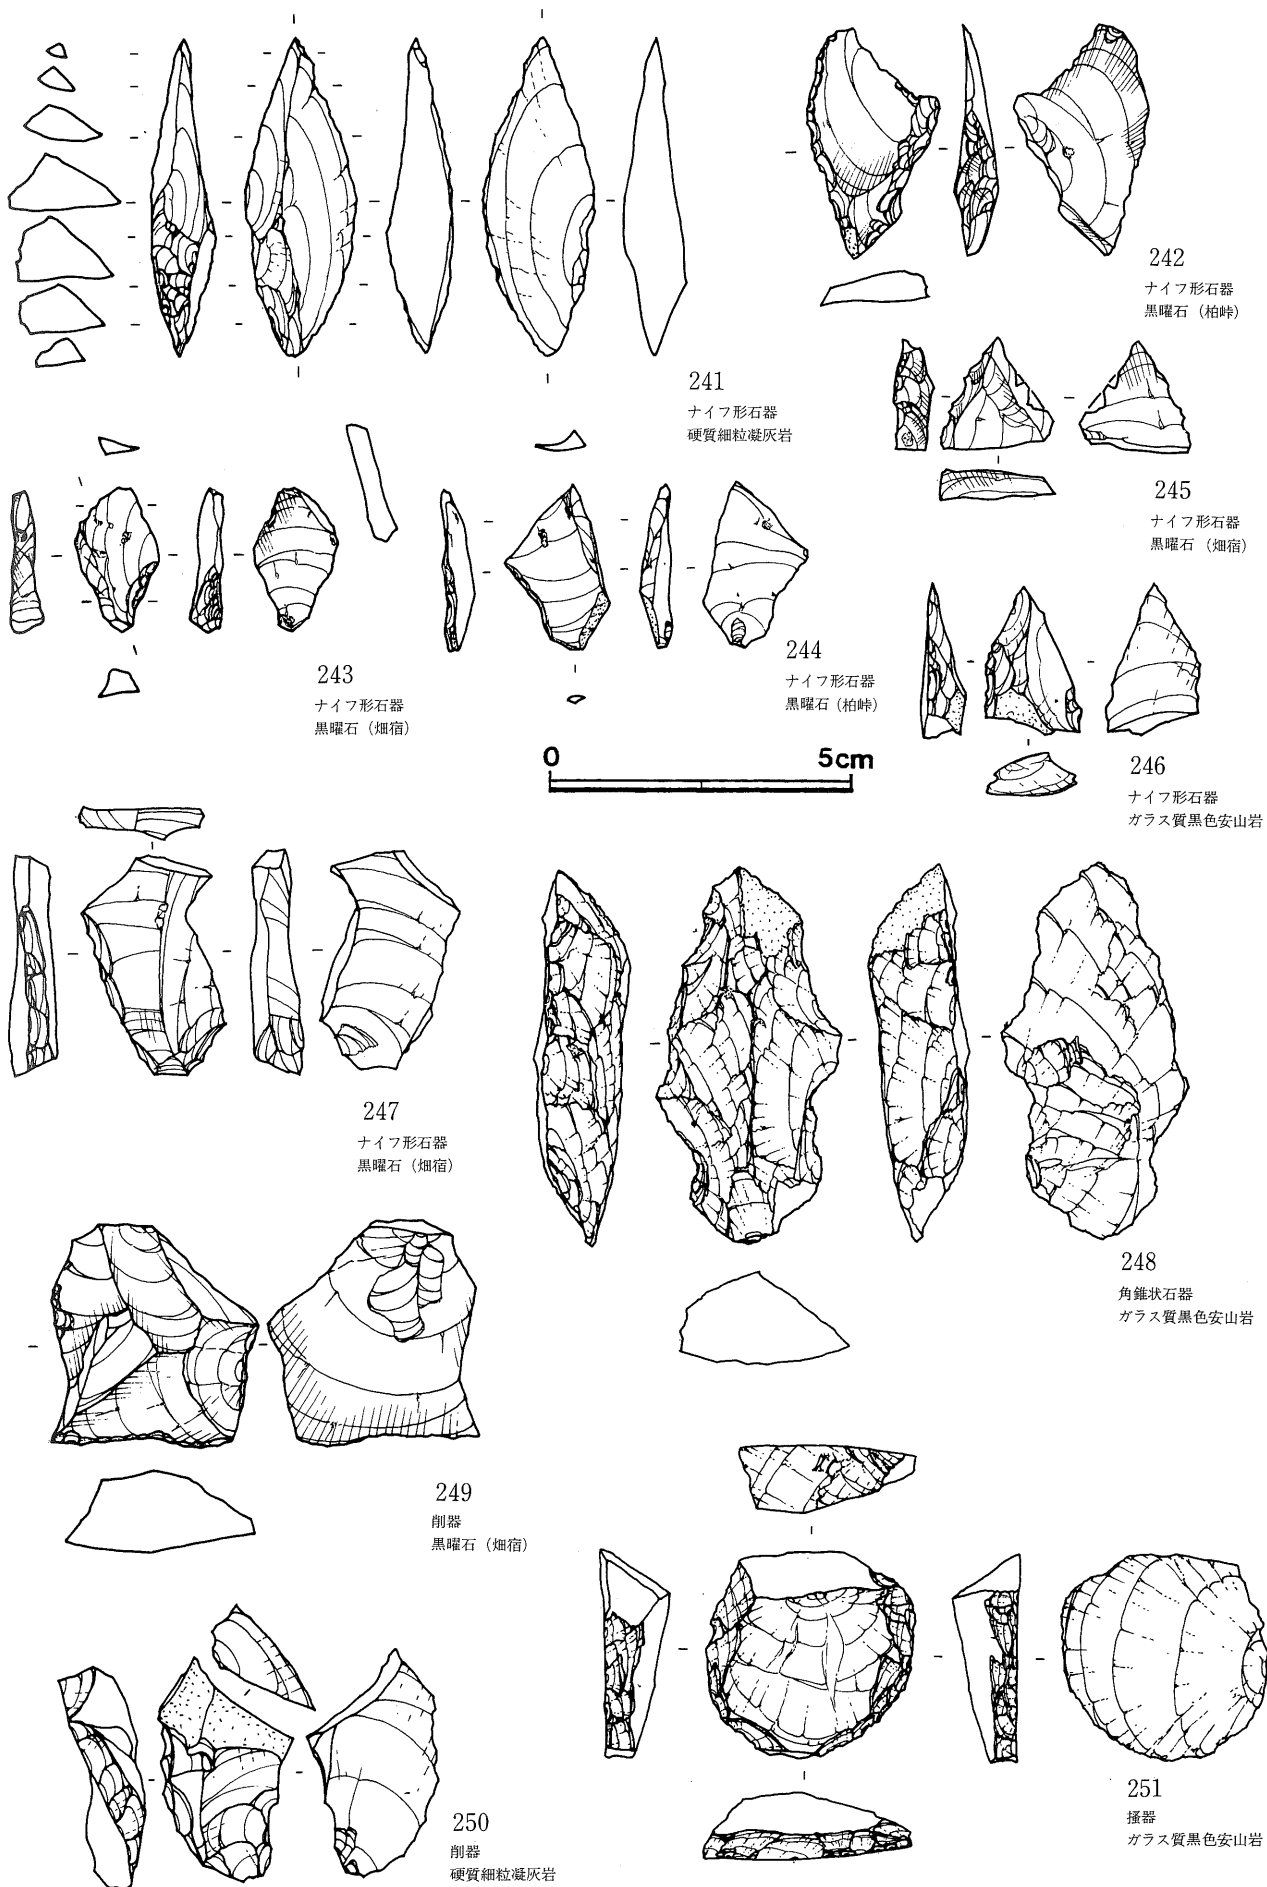 241
ナイフ形石器
硬質細粒凝灰岩
242
ナイフ形石器
黒曜石（柏峠）
243
ナイフ形石器
黒曜石（畑宿）
244
ナイフ形石器
黒曜石（柏峠）
245
ナイフ形石器
黒曜石（畑宿）
246
ナイフ形石器
ガラス質黒色安山岩
0 5cm
247
ナイフ形石器
黒曜石（畑宿）
248
角錐状石器
ガラス質黒色安山岩
249
削器
黒曜石（畑宿）
250
削器
硬質細粒凝灰岩
251
掻器
ガラス質黒色安山岩